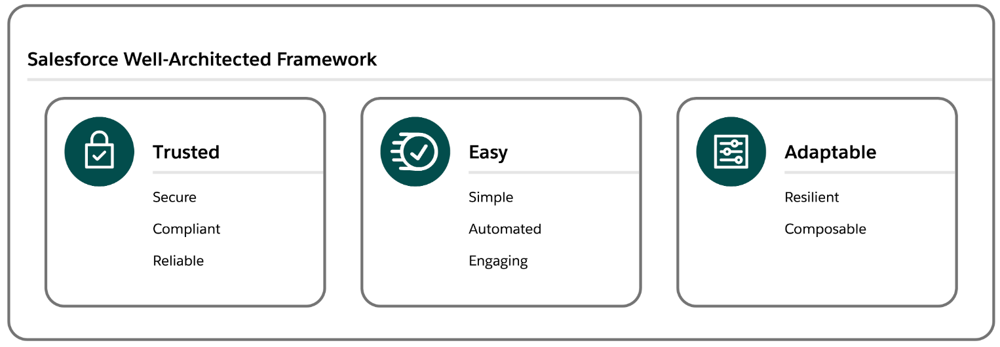 Salesforce Well-Architected Framework
Trusted
Secure
Compliant
Reliable
Easy
Simple
Automated
Engaging
Adaptable
Resilient
Composable